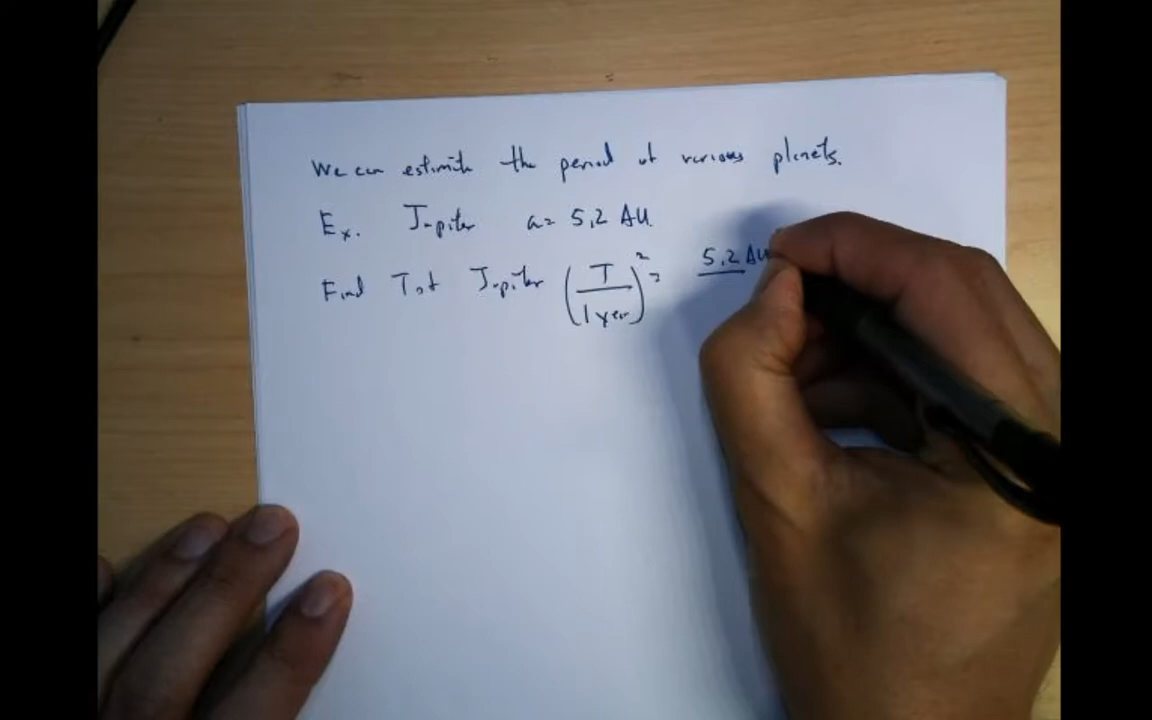 We can estimate the period of various planets.
Ex. Jupiter a= 5.2 AU
Find T of Jupiter (T / 1 year)² = 5.2 AU